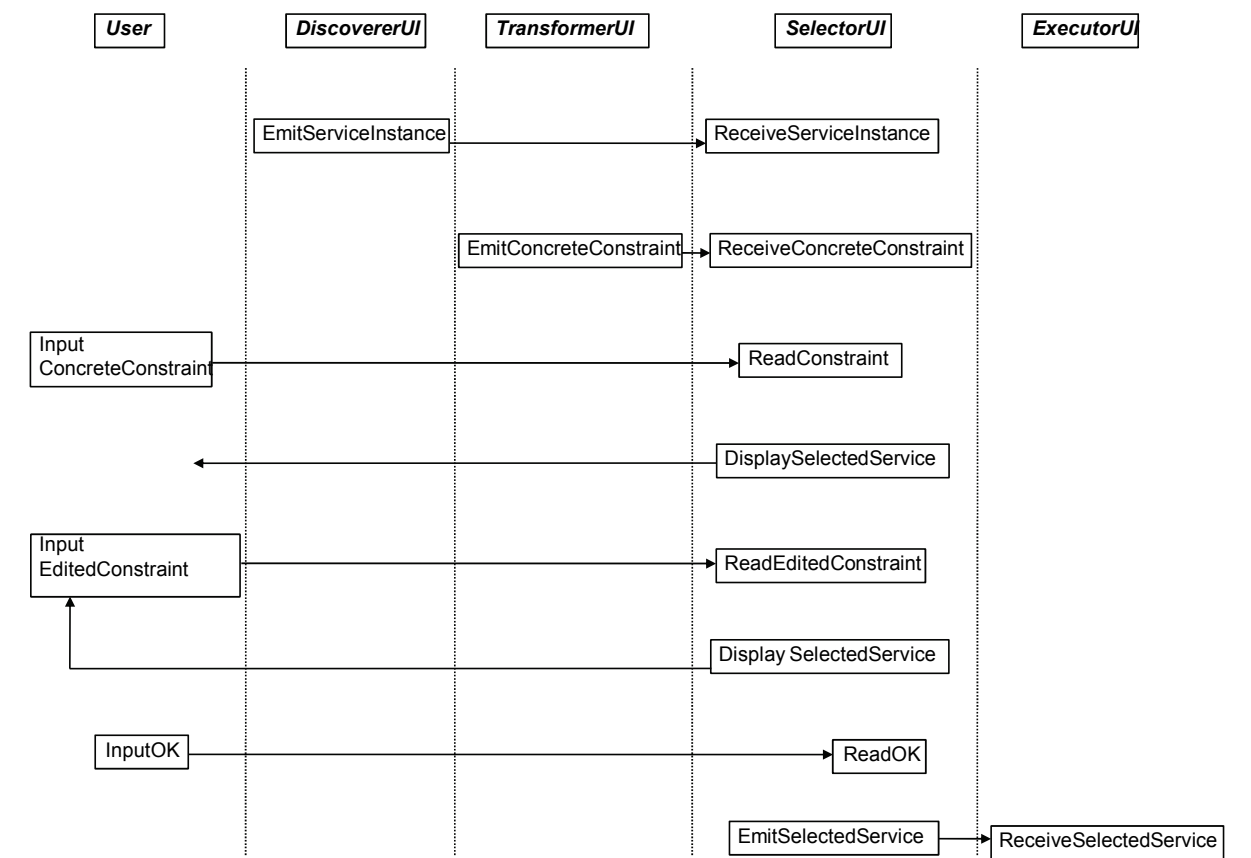 User
DiscovererUI
TransformerUI
SelectorUI
ExecutorUI
EmitServiceInstance
ReceiveServiceInstance
EmitConcreteConstraint
ReceiveConcreteConstraint
Input
ConcreteConstraint
ReadConstraint
DisplaySelectedService
Input
EditedConstraint
ReadEditedConstraint
Display SelectedService
InputOK
ReadOK
EmitSelectedService
ReceiveSelectedService